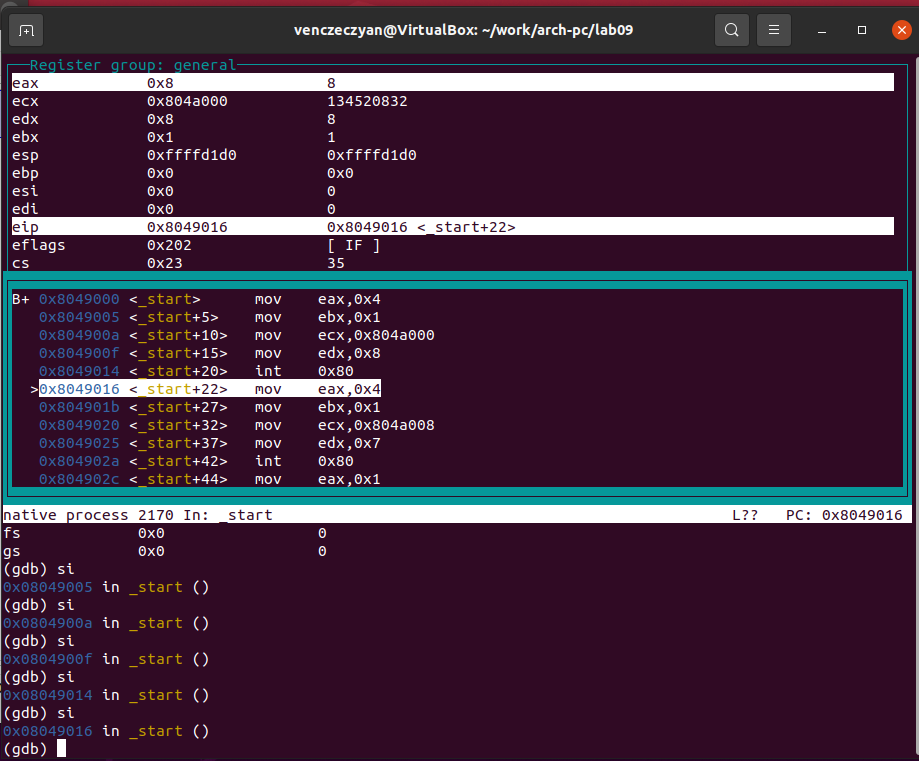 venczeczyan@VirtualBox: ~/work/arch-pc/lab09
Register group: general
eax 0x8 8
ecx 0x804a000 134520832
edx 0x8 8
ebx 0x1 1
esp 0xffffd1d0 0xffffd1d0
ebp 0x0 0x0
esi 0x0 0
edi 0x0 0
eip 0x8049016 0x8049016 <_start+22>
eflags 0x202 [ IF ]
cs 0x23 35
B+ 0x8049000 <_start> mov eax,0x4
0x8049005 <_start+5> mov ebx,0x1
0x804900a <_start+10> mov ecx,0x804a000
0x804900f <_start+15> mov edx,0x8
0x8049014 <_start+20> int 0x80
>0x8049016 <_start+22> mov eax,0x4
0x804901b <_start+27> mov ebx,0x1
0x8049020 <_start+32> mov ecx,0x804a008
0x8049025 <_start+37> mov edx,0x7
0x804902a <_start+42> int 0x80
0x804902c <_start+44> mov eax,0x1
native process 2170 In: _start L?? PC: 0x8049016
fs 0x0 0
gs 0x0 0
(gdb) si
0x08049005 in _start ()
(gdb) si
0x0804900a in _start ()
(gdb) si
0x0804900f in _start ()
(gdb) si
0x08049014 in _start ()
(gdb) si
0x08049016 in _start ()
(gdb)